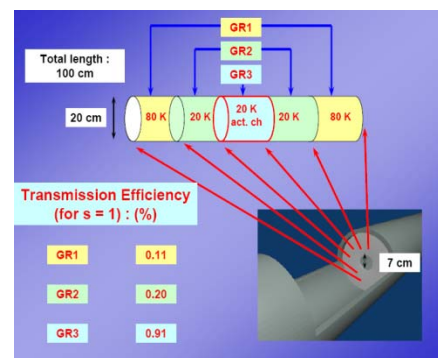 GR1
GR2
GR3
Total length :
100 cm
20 cm
80 K
20 K
20 K
act. ch
20 K
80 K
Transmission Efficiency
(for s = 1) : (%)
GR1 0.11
GR2 0.20
GR3 0.91
7 cm